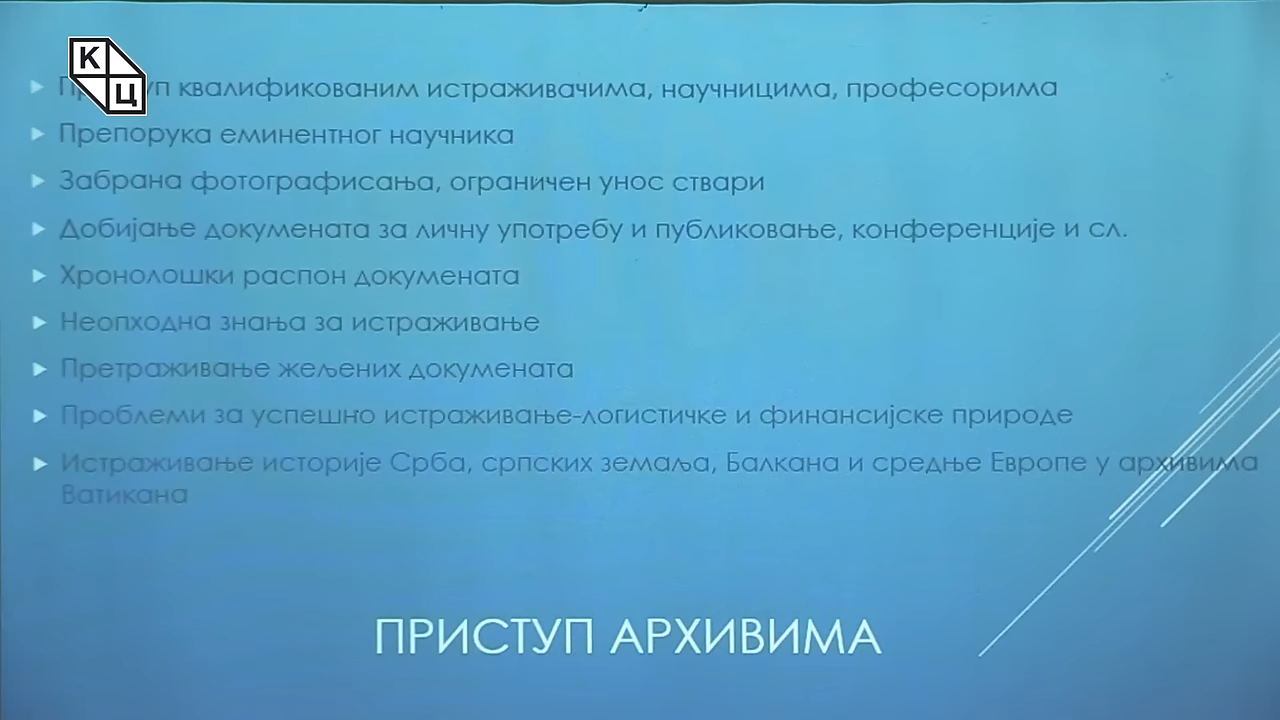 К
Ц
квалификованим истраживачима, научницима, професорима
Препорука еминентног научника
Забрана фотографисања, ограничен унос ствари
Добијање докумената за личну употребу и публиковање, конференције и сл.
Хронолошки распон докумената
Неопходна знања за истраживање
Претраживање жељених докумената
Проблеми за успешно истраживање-логистичке и финансијске природе
Истраживање историје Срба, српских земаља, Балкана и средње Европе у архивима
Ватикана
ПРИСТУП АРХИВИМА